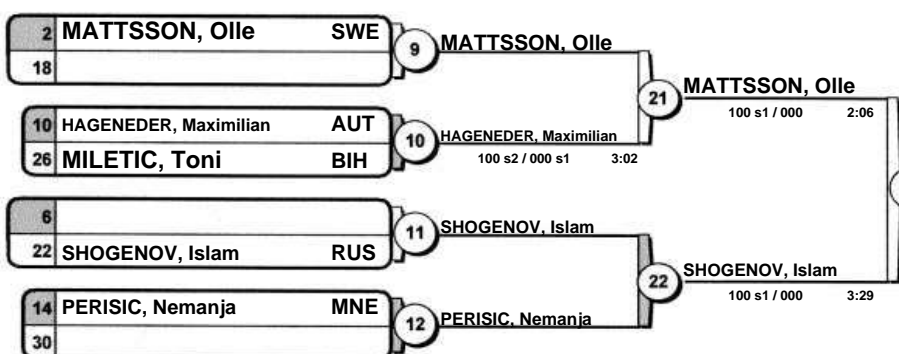 2 MATTSSON, Olle SWE
18
9 MATTSSON, Olle
10 HAGENEDER, Maximilian AUT
26 MILETIC, Toni BIH
10 HAGENEDER, Maximilian
100 s2 / 000 s1 3:02
21 MATTSSON, Olle
100 s1 / 000 2:06
6
22 SHOGENOV, Islam RUS
11 SHOGENOV, Islam
14 PERISIC, Nemanja MNE
30
12 PERISIC, Nemanja
22 SHOGENOV, Islam
100 s1 / 000 3:29